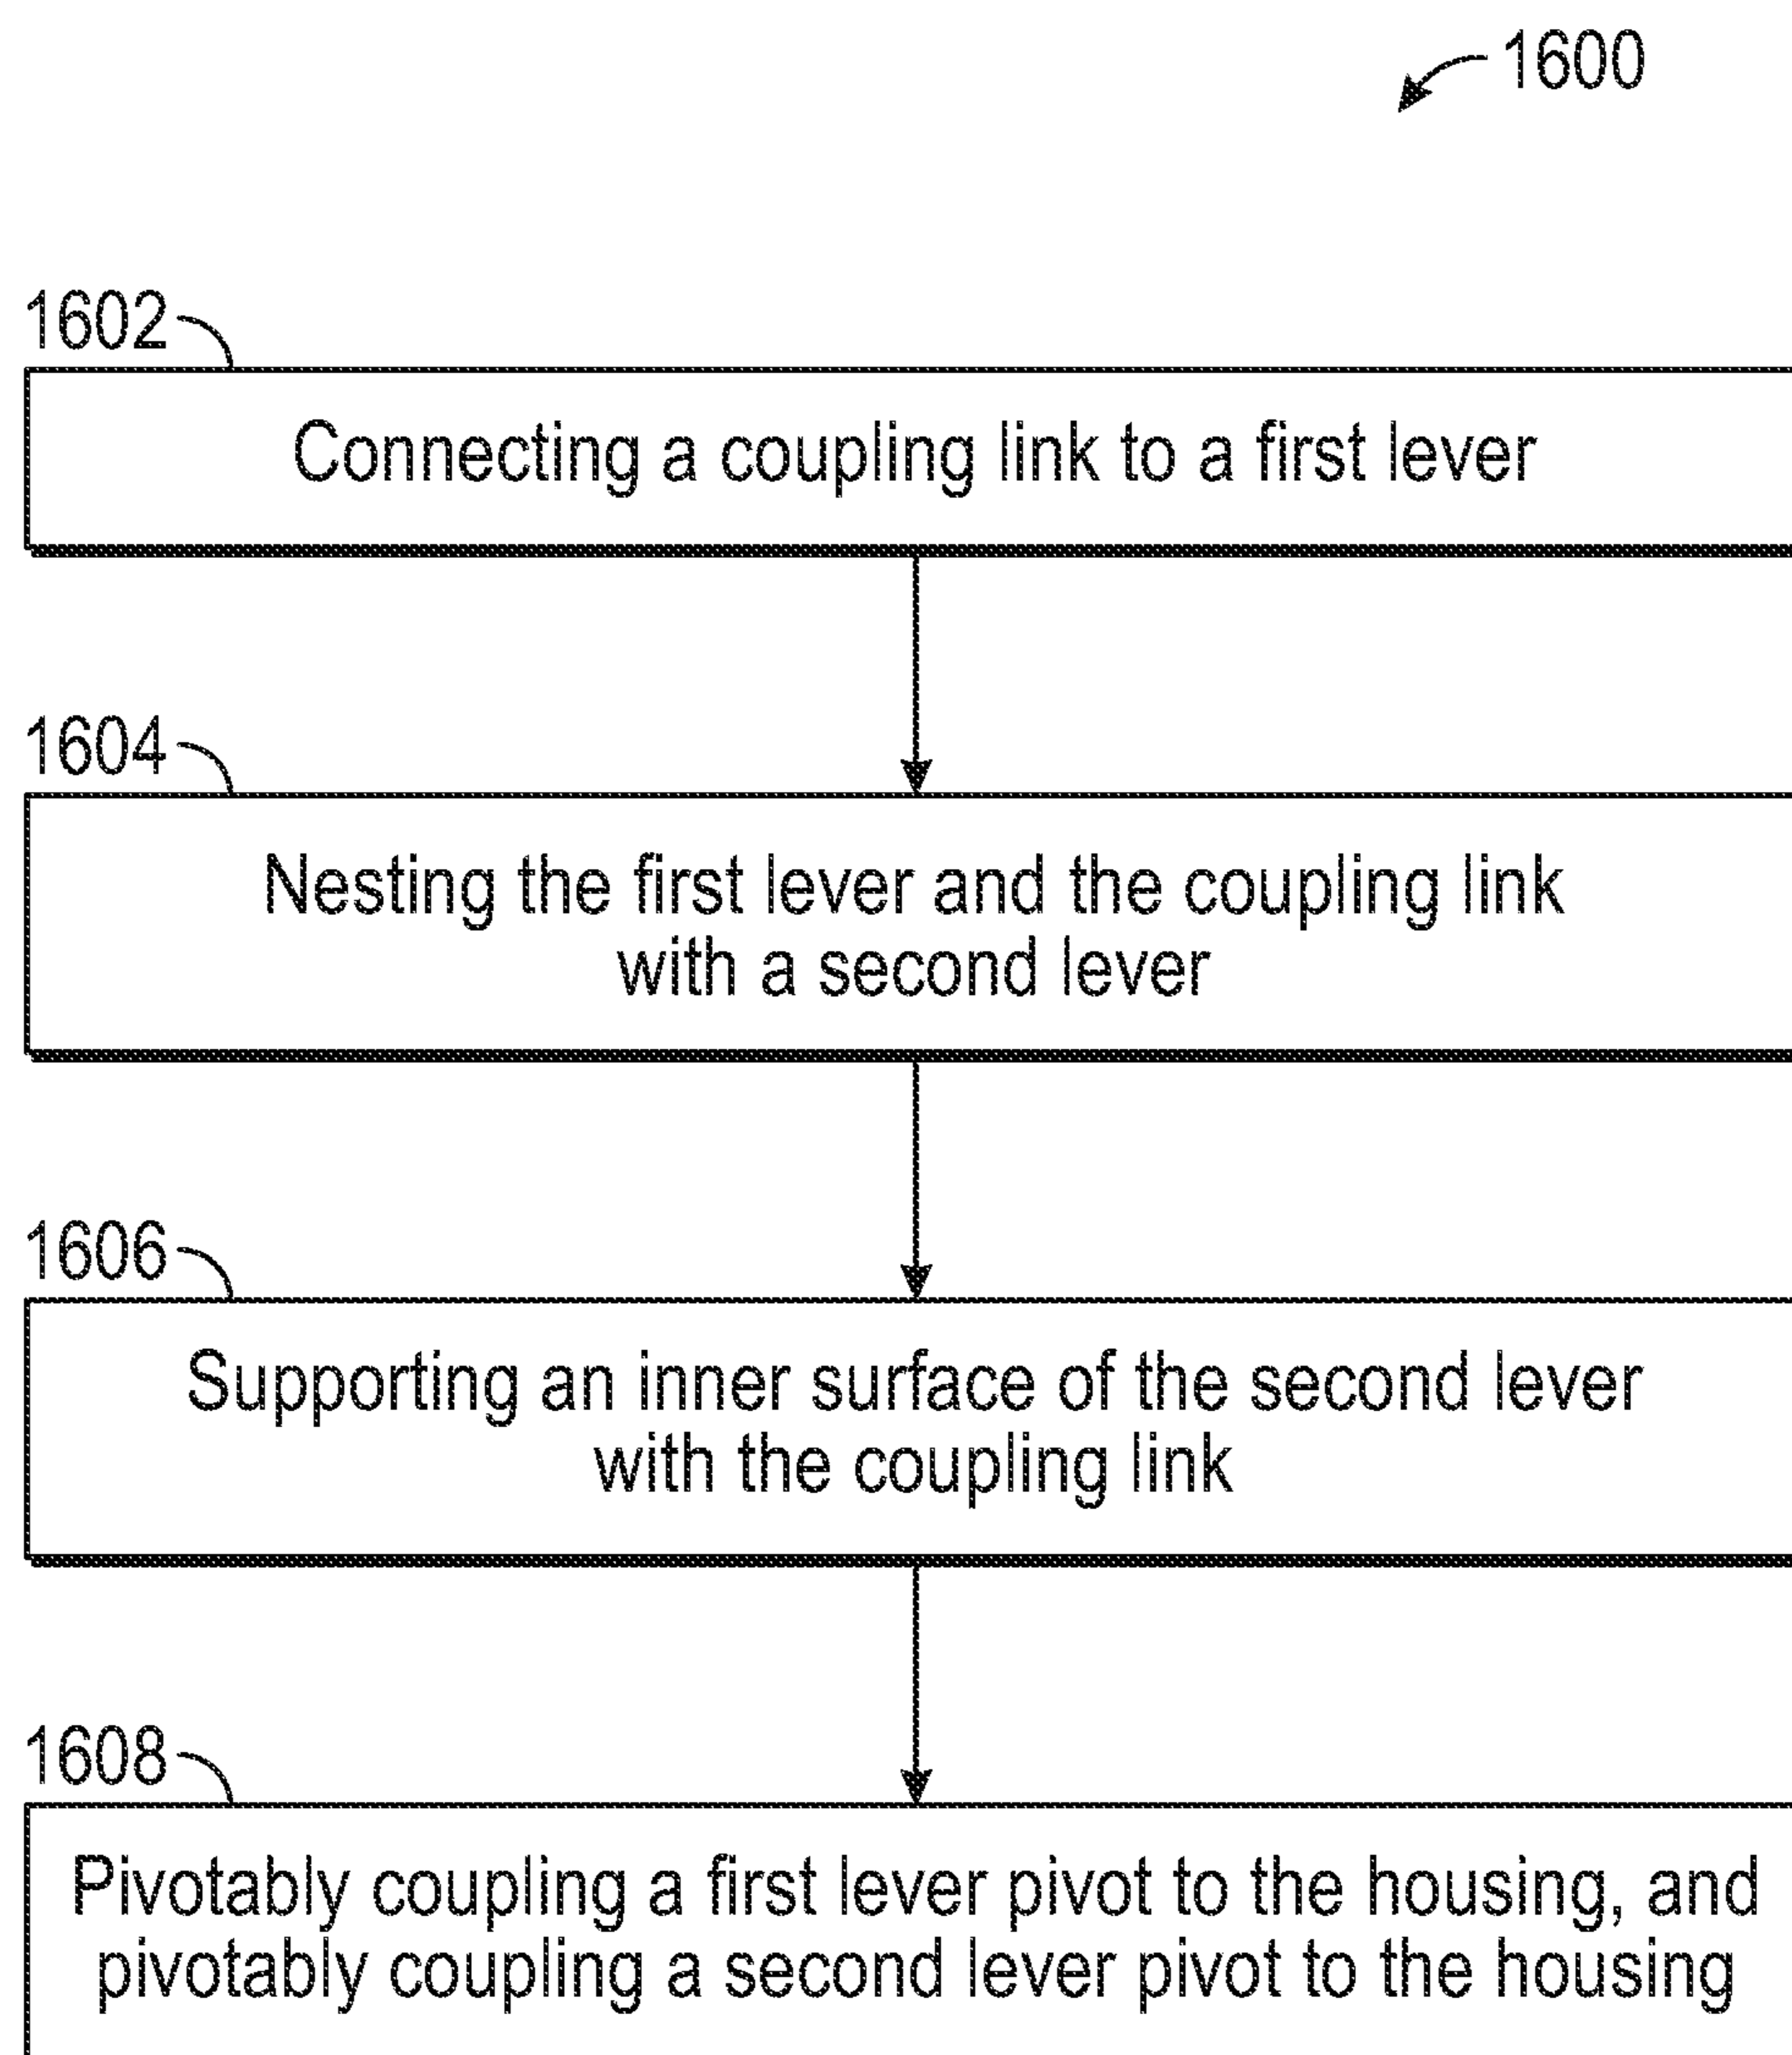 1600
1602
Connecting a coupling link to a first lever
1604
Nesting the first lever and the coupling link
with a second lever
1606
Supporting an inner surface of the second lever
with the coupling link
1608
Pivotably coupling a first lever pivot to the housing, and
pivotably coupling a second lever pivot to the housing